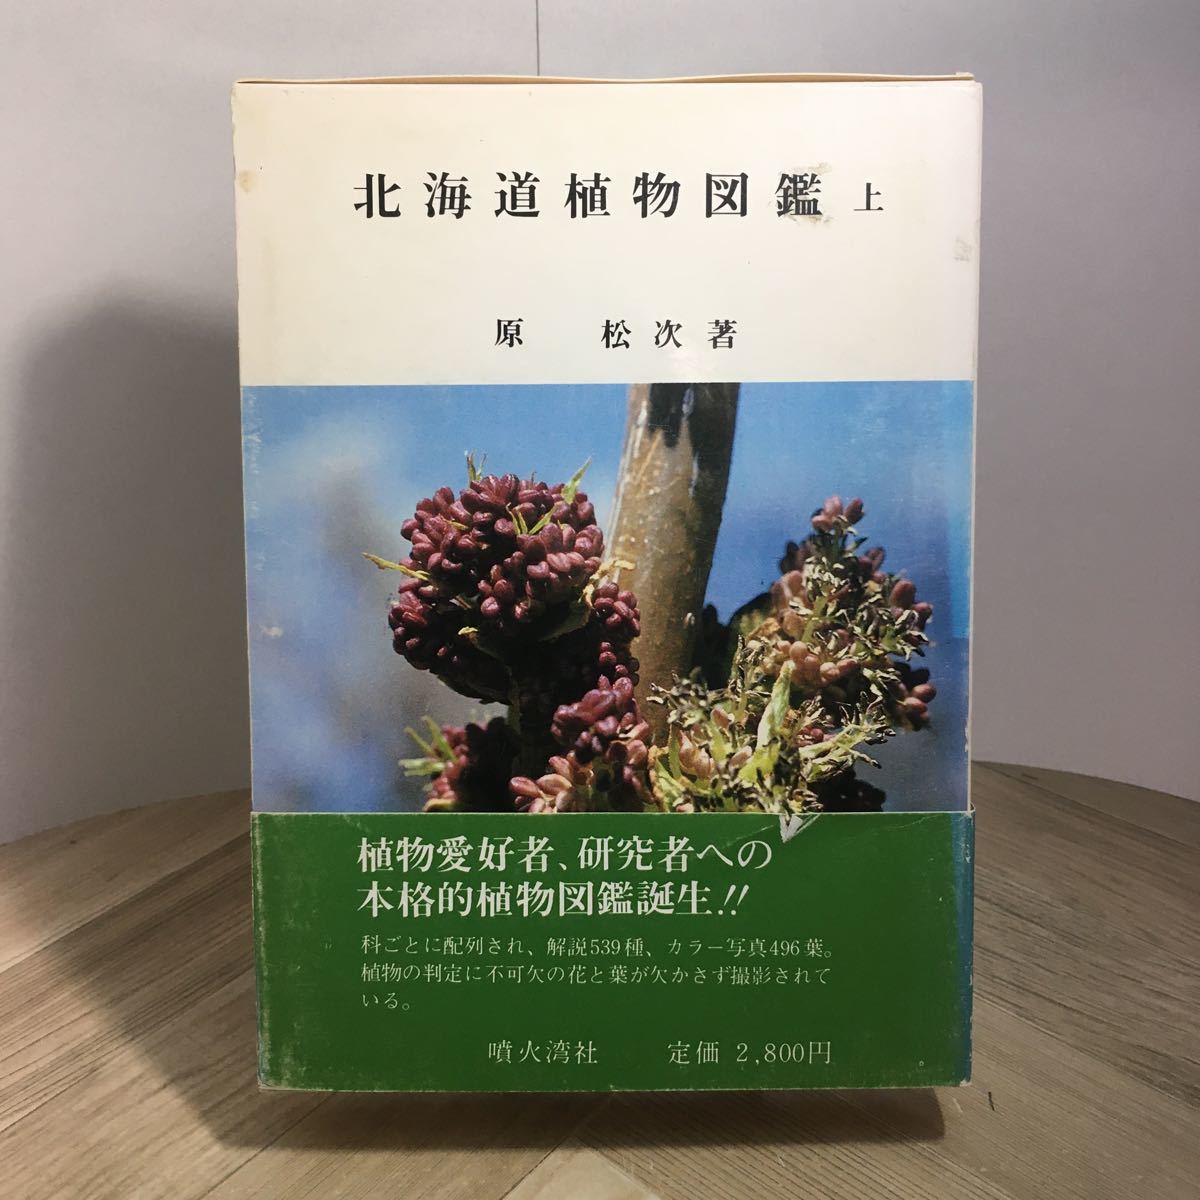 北海道植物図鑑 上
原 松次著
植物愛好者、研究者への
本格的植物図鑑誕生!!
科ごとに配列され、解説539種、カラー写真496葉。
植物の判定に不可欠の花と葉が欠かさず撮影されて
いる。
噴火湾社 定価 2,800円